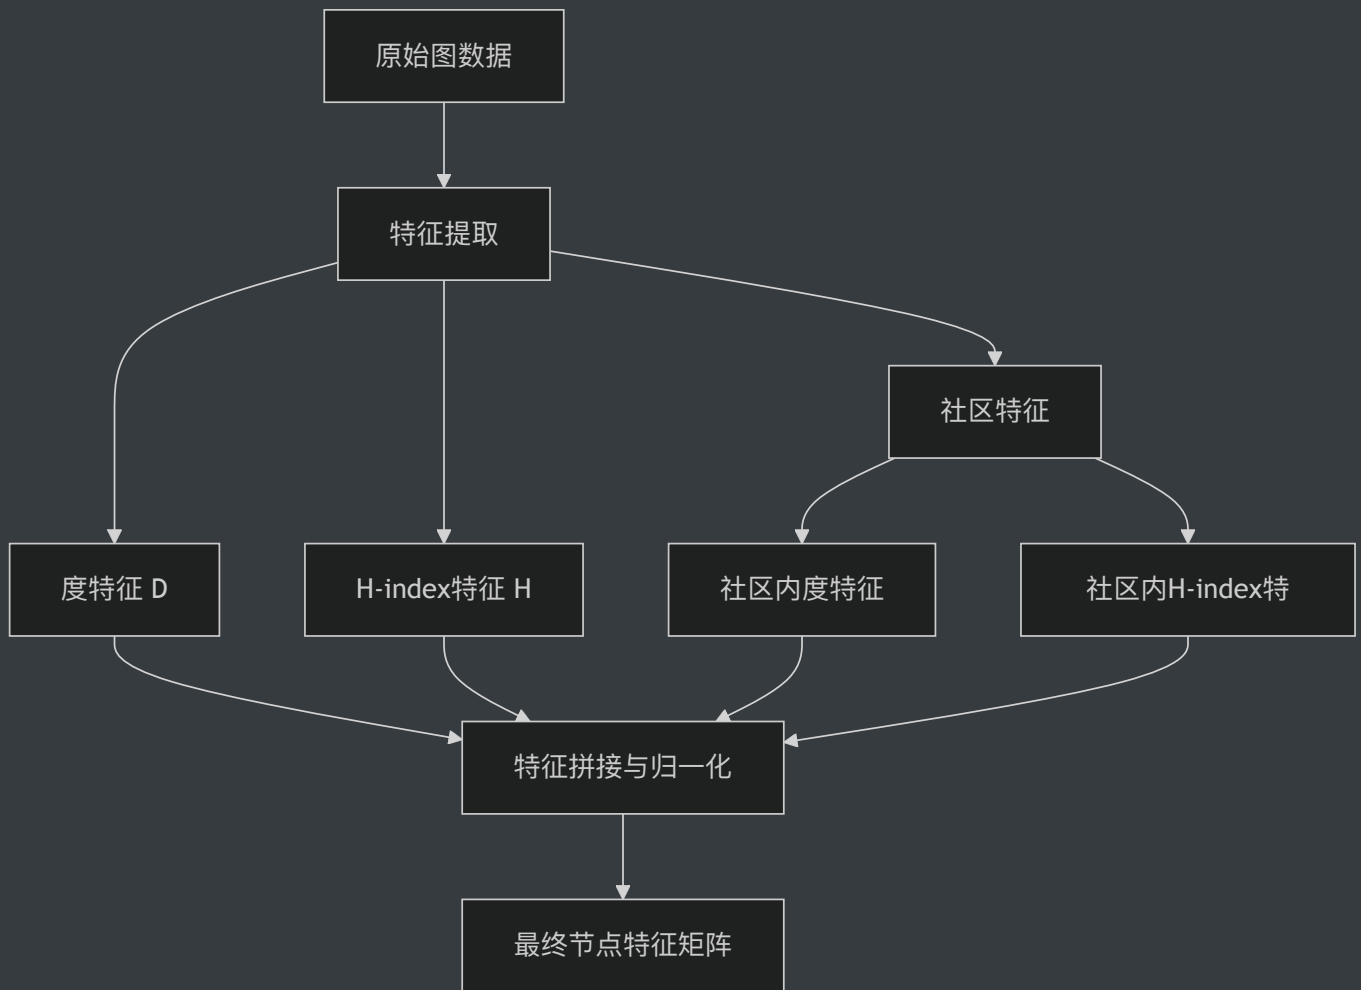 原始图数据
特征提取
社区特征
度特征 D
H-index特征 H
社区内度特征
社区内H-index特
特征拼接与归一化
最终节点特征矩阵